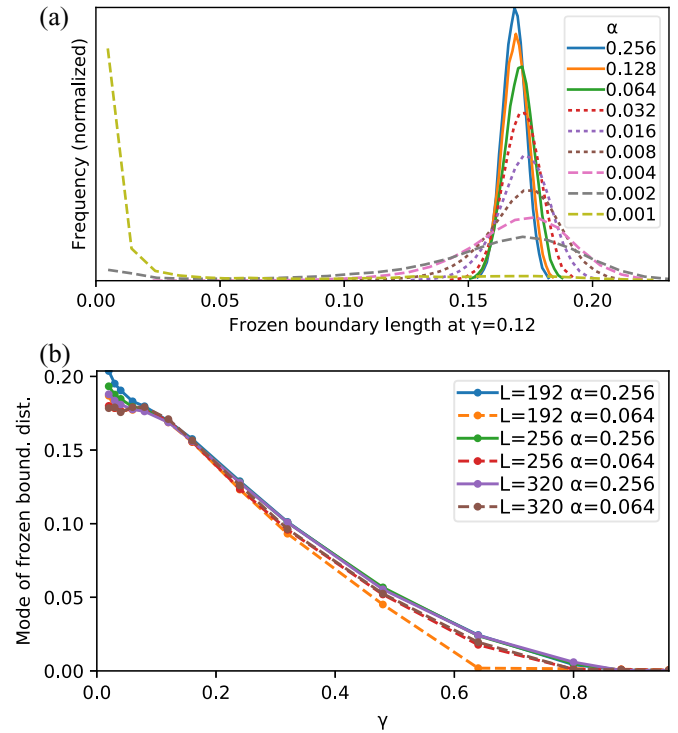 (a)
Frequency (normalized)
α
0.256
0.128
0.064
0.032
0.016
0.008
0.004
0.002
0.001
0.00 0.05 0.10 0.15 0.20
Frozen boundary length at γ=0.12
(b)
Mode of frozen bound. dist.
0.20
0.15
0.10
0.05
0.00
L=192 α=0.256
L=192 α=0.064
L=256 α=0.256
L=256 α=0.064
L=320 α=0.256
L=320 α=0.064
0.0 0.2 0.4 0.6 0.8
γ